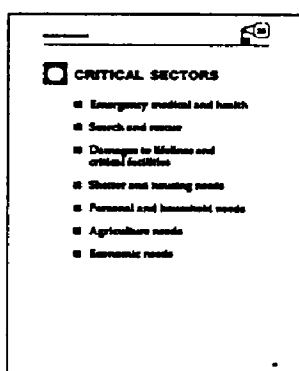 CRITICAL SECTORS
Emergency medical and health
Search and rescue
Damages to lifelines and
critical facilities
Shelter and housing needs
Personal and household needs
Agriculture needs
Economic needs